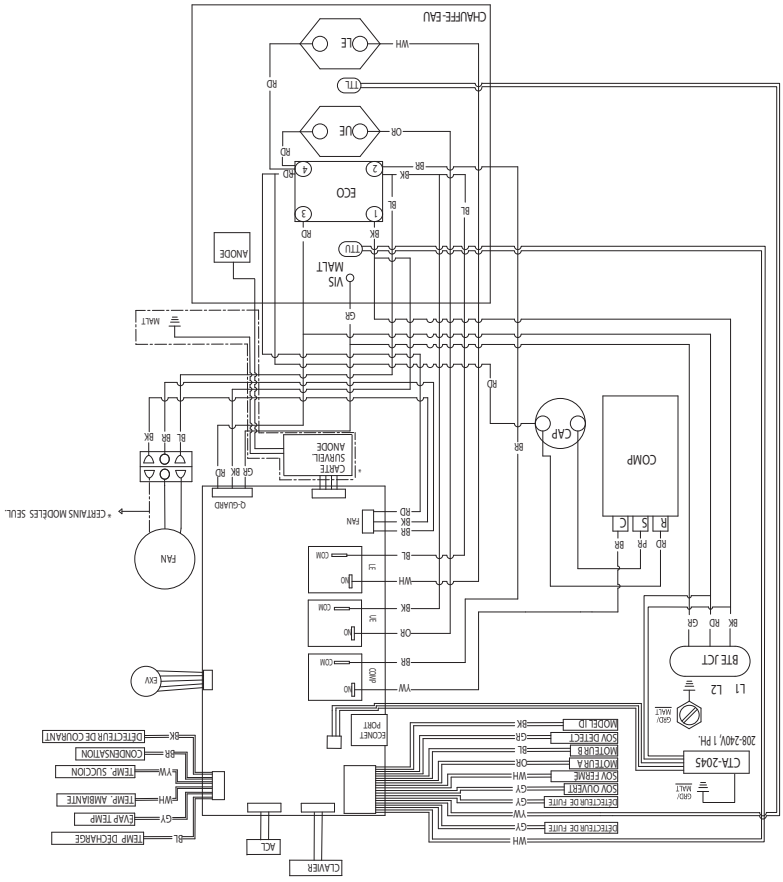 CLAVIER
ACL
WH
GY
DÉTECTEUR DE FUITE
BL
TEMP DÉCHARGE
YW
GY
EVAP TEMP
DÉTECTEUR DE FUITE
GY
SOV OUVERT
WH
TEMP. AMBIANTE
GRD/
MALT
WH
SOV FERMÉ
YW
TEMP. SUCCION
CTA-2045
OR
MOTEUR A
BR
CONDENSATION
BL
MOTEUR B
BK
DÉTECTEUR DE COURANT
208-240V, 1 PH.
GR
SOV DETECT
BK
MODEL ID
ECONET
PORT
GRD/
MALT
L1
L2
EXV
BTE JCT
YW
NO
COMP
BR
COM
BK
RD
GR
OR
NO
UE
BK
COM
WH
NO
LE
BL
COM
FAN
RD
PR
BR
R
S
C
BR
BK
RD
FAN
* CERTAINS MODÈLES SEUL.
Q-GUARD
GR
BK
RD
COMP
CARTE
SURVEIL
ANODE
*
CAP
BR
BL
BR
BK
RD
MALT
GR
VIS
MALT
TTU
ANODE
BK
RD
1
3
BL
BL
ECO
BK
2
4
RD
BR
RD
OR
UE
TTL
RD
WH
LE
CHAUFFE-EAU